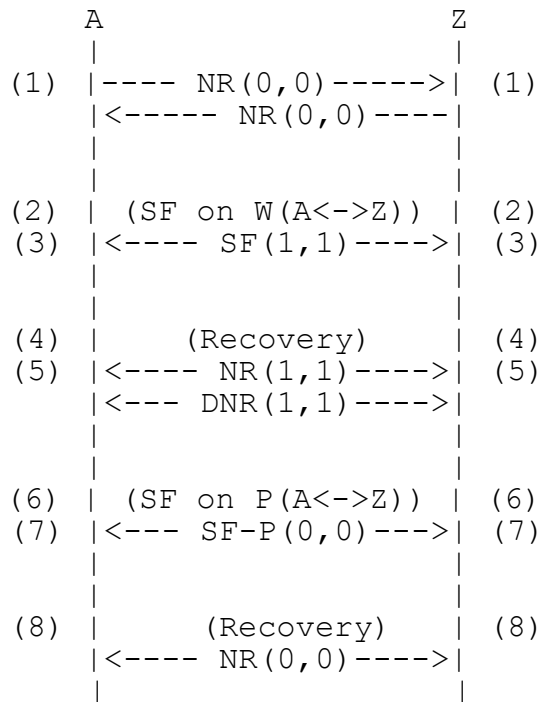 A Z
| |
(1) |---- NR(0,0)----->| (1)
|<----- NR(0,0)----|
| |
| |
(2) | (SF on W(A<->Z)) | (2)
(3) |<---- SF(1,1)---->| (3)
| |
| |
(4) | (Recovery) | (4)
(5) |<---- NR(1,1)---->| (5)
|<--- DNR(1,1)---->|
| |
| |
(6) | (SF on P(A<->Z)) | (6)
(7) |<--- SF-P(0,0)--->| (7)
| |
| |
(8) | (Recovery) | (8)
|<---- NR(0,0)---->|
| |